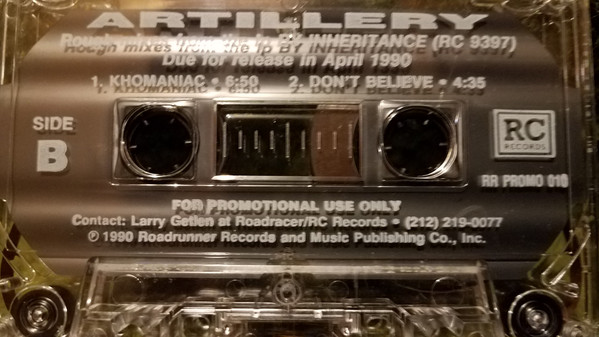 ARTILLERY
Rough mixes from the lp BY INHERITANCE (RC 9397)
Due for release in April 1990
1. KHOMANIAC • 6:50 2. DON'T BELIEVE • 4:35
SIDE
B
RC
RECORDS
RR PROMO 010
FOR PROMOTIONAL USE ONLY
Contact: Larry Getlen at Roadracer/RC Records • (212) 219-0077
℗ 1990 Roadrunner Records and Music Publishing Co., Inc.